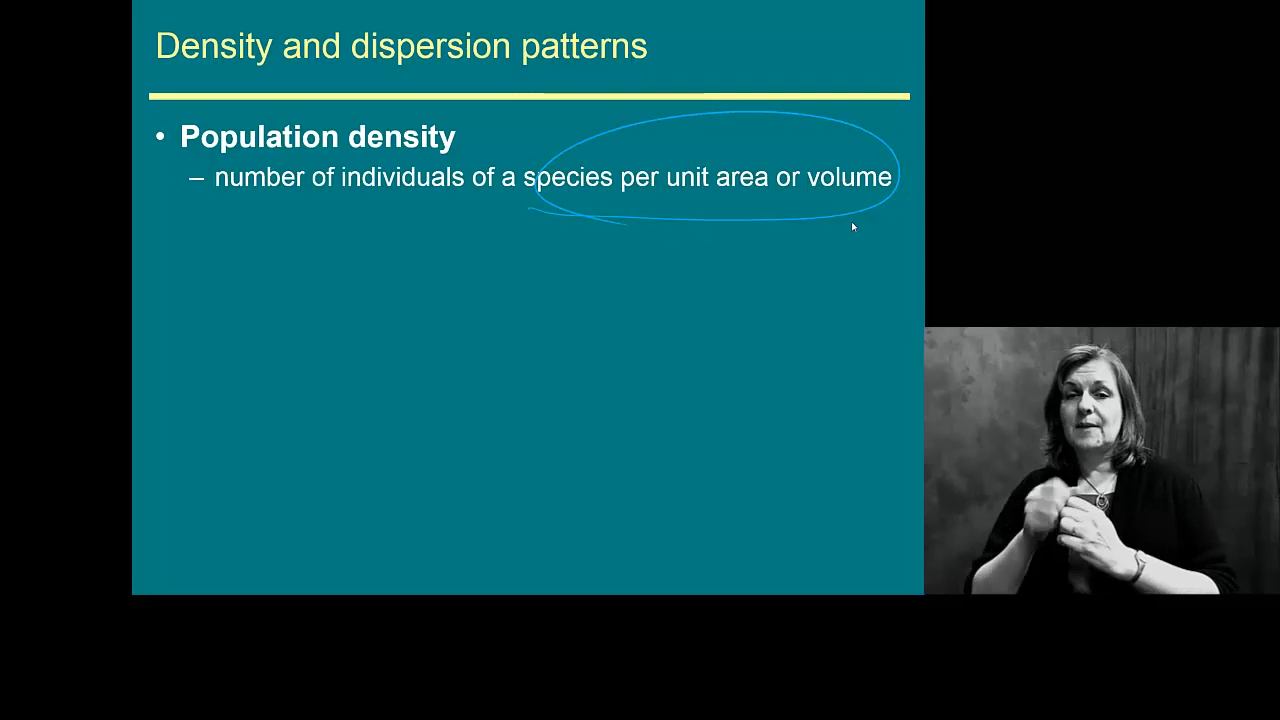 Density and dispersion patterns
• Population density
– number of individuals of a species per unit area or volume